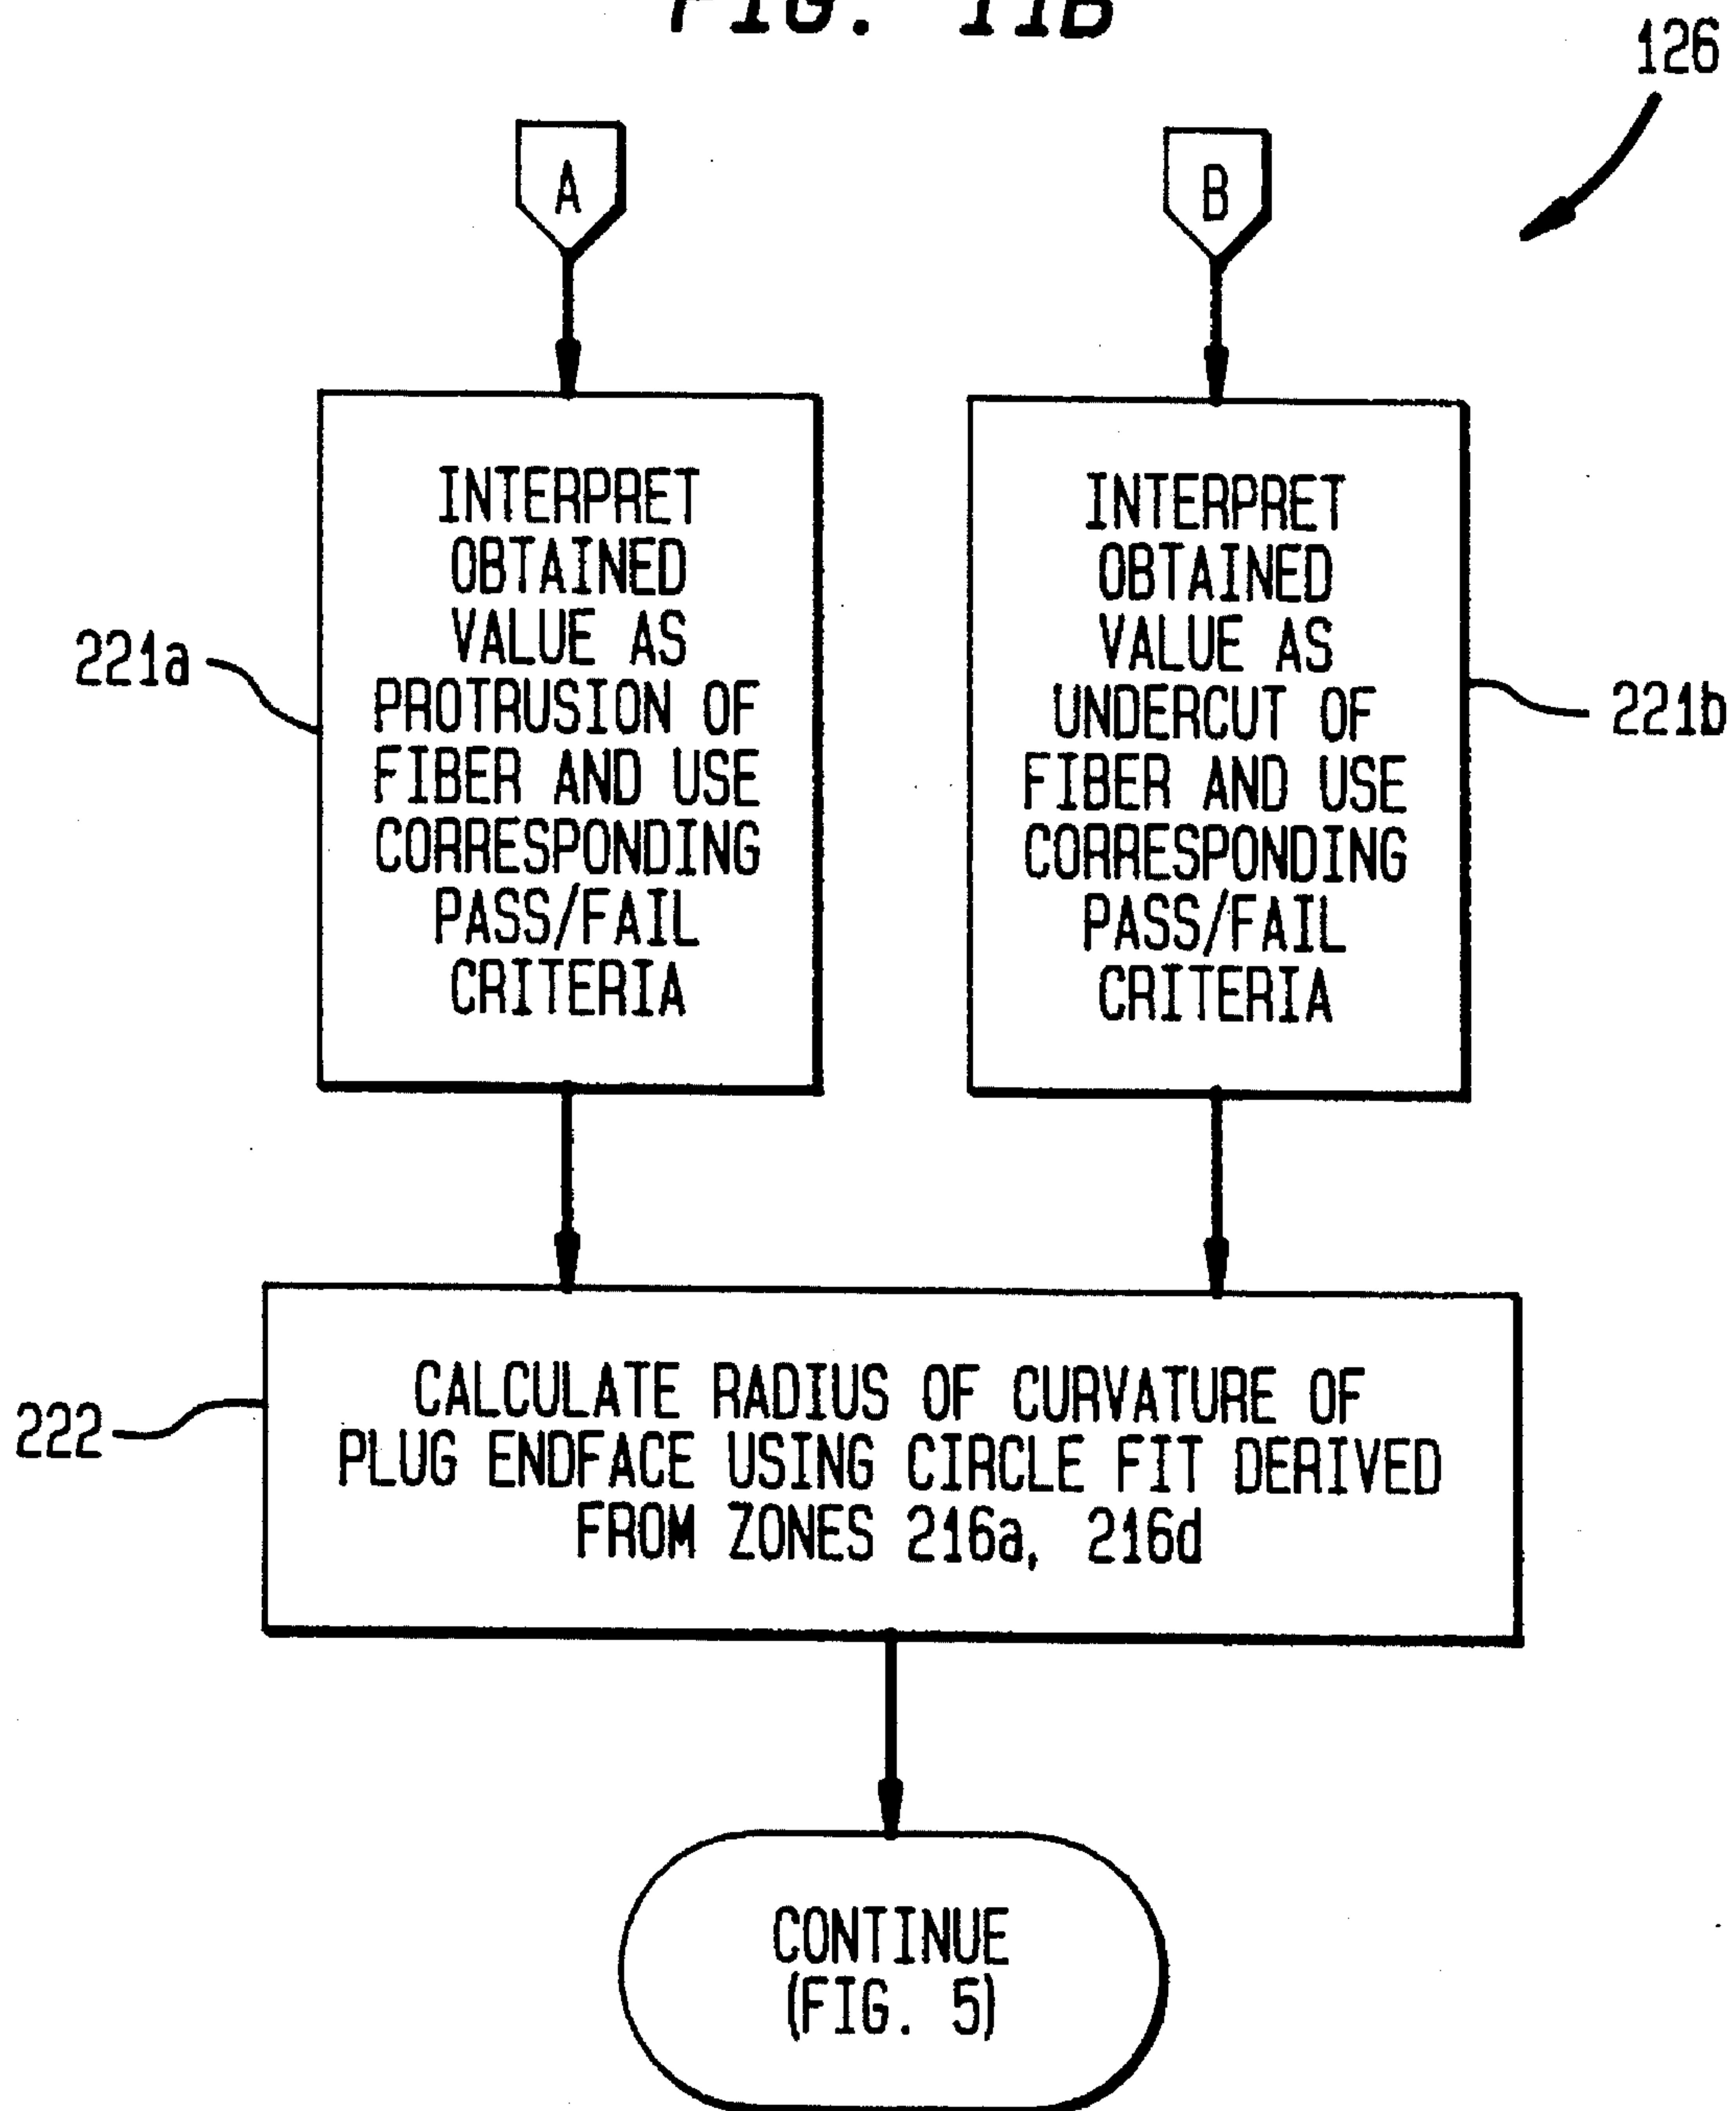 FIG. 11B
126
A
B
INTERPRET
OBTAINED
VALUE AS
PROTRUSION OF
FIBER AND USE
CORRESPONDING
PASS/FAIL
CRITERIA
221a
INTERPRET
OBTAINED
VALUE AS
UNDERCUT OF
FIBER AND USE
CORRESPONDING
PASS/FAIL
CRITERIA
221b
222
CALCULATE RADIUS OF CURVATURE OF
PLUG ENDFACE USING CIRCLE FIT DERIVED
FROM ZONES 216a, 216d
CONTINUE
(FIG. 5)